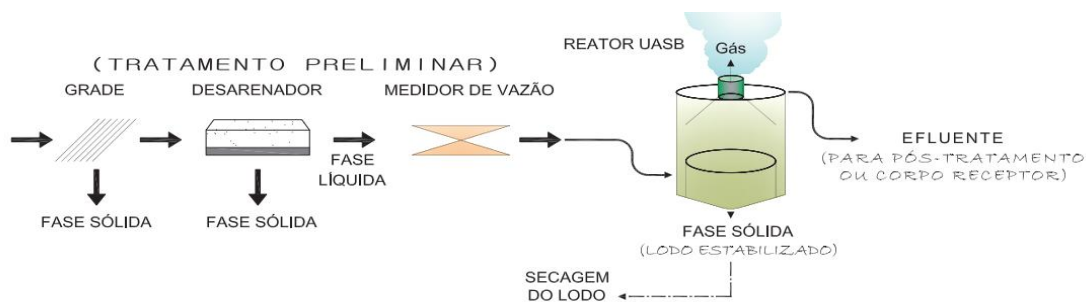 (TRATAMENTO PRELIMINAR)
GRADE
DESARENADOR
MEDIDOR DE VAZÃO
REATOR UASB
Gás
FASE
LÍQUIDA
FASE SÓLIDA
FASE SÓLIDA
EFLUENTE
(PARA PÓS-TRATAMENTO
OU CORPO RECEPTOR)
FASE SÓLIDA
(LODO ESTABILIZADO)
SECAGEM
DO LODO